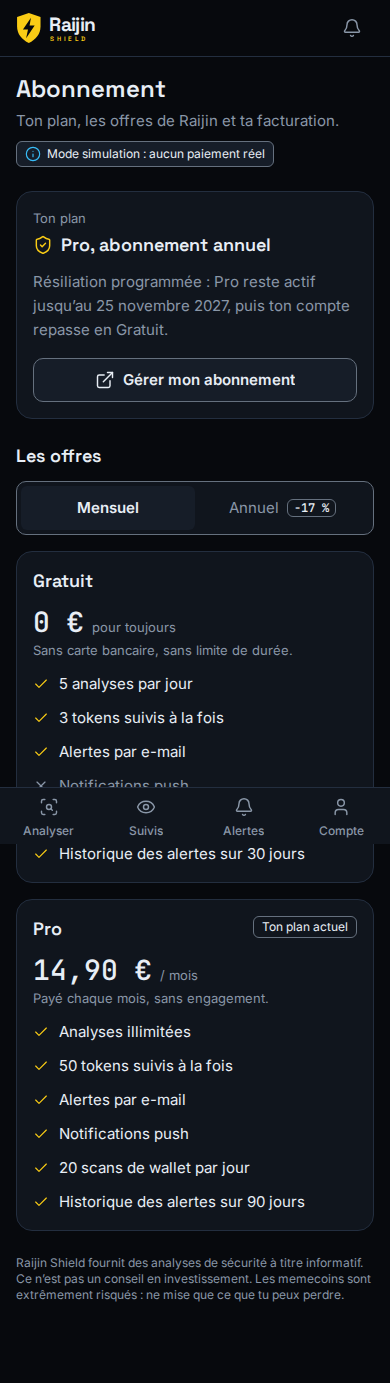 Raijin
SHIELD
Abonnement
Ton plan, les offres de Raijin et ta facturation.
Mode simulation : aucun paiement réel
Ton plan
Pro, abonnement annuel
Résiliation programmée : Pro reste actif
jusqu'au 25 novembre 2027, puis ton compte
repasse en Gratuit.
Gérer mon abonnement
Les offres
Mensuel
Annuel -17 %
Gratuit
0 € pour toujours
Sans carte bancaire, sans limite de durée.
5 analyses par jour
3 tokens suivis à la fois
Alertes par e-mail
Notifications push
Analyser Suivis Alertes Compte
Historique des alertes sur 30 jours
Pro Ton plan actuel
14,90 € / mois
Payé chaque mois, sans engagement.
Analyses illimitées
50 tokens suivis à la fois
Alertes par e-mail
Notifications push
20 scans de wallet par jour
Historique des alertes sur 90 jours
Raijin Shield fournit des analyses de sécurité à titre informatif.
Ce n'est pas un conseil en investissement. Les memecoins sont
extrêmement risqués : ne mise que ce que tu peux perdre.